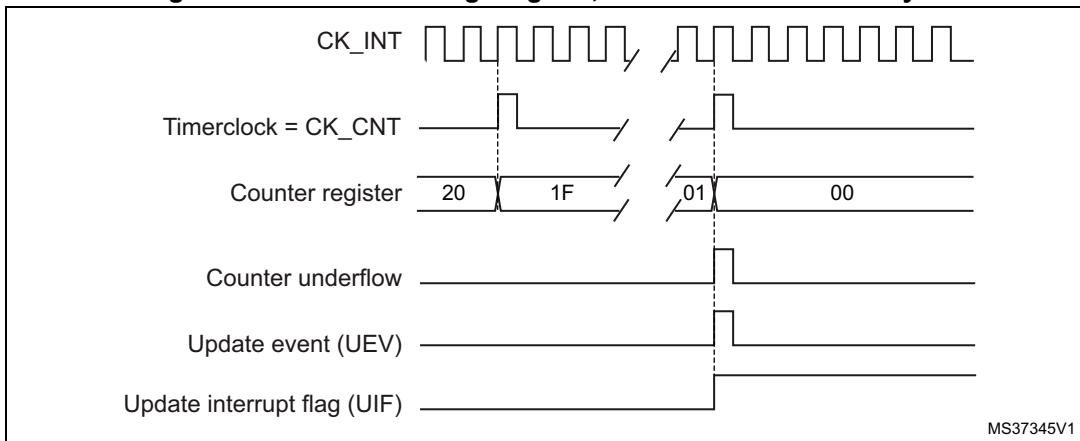 CK_INT
Timerclock = CK_CNT
Counter register 20 1F 01 00
Counter underflow
Update event (UEV)
Update interrupt flag (UIF)
MS37345V1